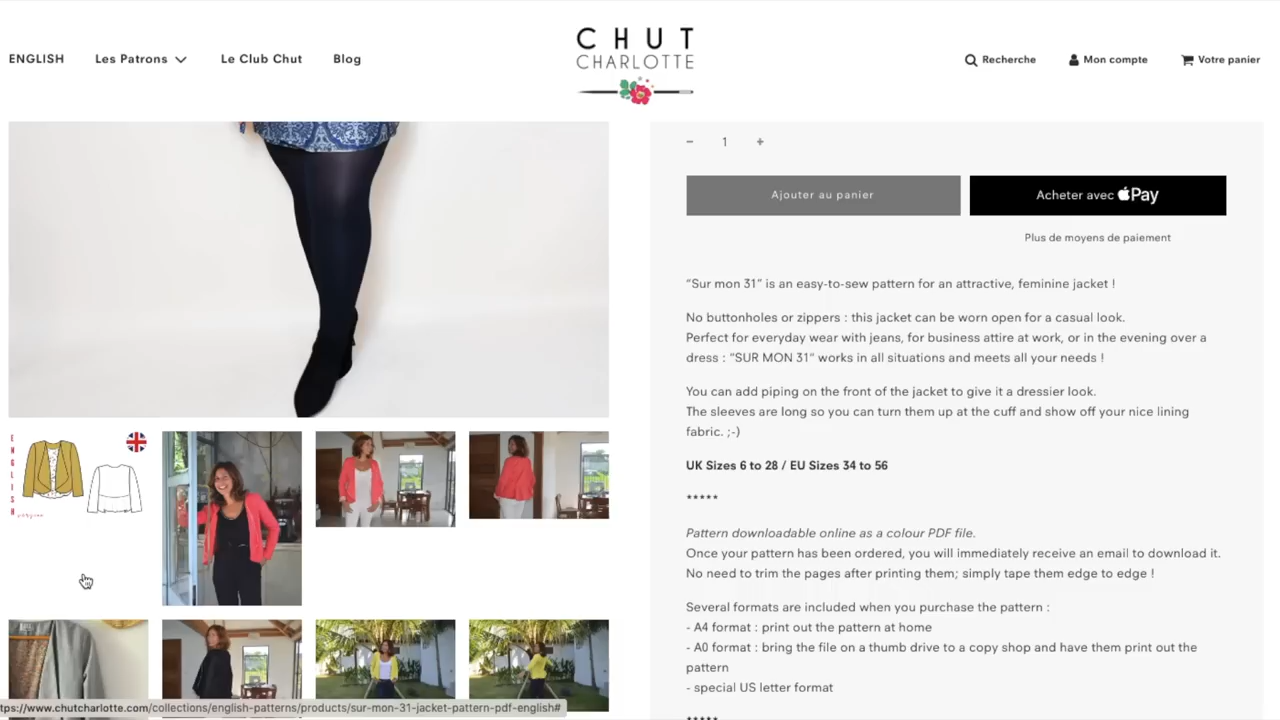 ENGLISH
Les Patrons
Le Club Chut
Blog
CHUT
CHARLOTTE
Recherche
Mon compte
Votre panier
− 1 +
Ajouter au panier
Acheter avec Pay
Plus de moyens de paiement
“Sur mon 31” is an easy-to-sew pattern for an attractive, feminine jacket !
No buttonholes or zippers : this jacket can be worn open for a casual look.
Perfect for everyday wear with jeans, for business attire at work, or in the evening over a
dress : “SUR MON 31” works in all situations and meets all your needs !
You can add piping on the front of the jacket to give it a dressier look.
The sleeves are long so you can turn them up at the cuff and show off your nice lining
fabric. ;-)
UK Sizes 6 to 28 / EU Sizes 34 to 56
*****
Pattern downloadable online as a colour PDF file.
Once your pattern has been ordered, you will immediately receive an email to download it.
No need to trim the pages after printing them; simply tape them edge to edge !
Several formats are included when you purchase the pattern :
- A4 format : print out the pattern at home
- A0 format : bring the file on a thumb drive to a copy shop and have them print out the
pattern
- special US letter format
*****
ENGLISH
tps://www.chutcharlotte.com/collections/english-patterns/products/sur-mon-31-jacket-pattern-pdf-english#